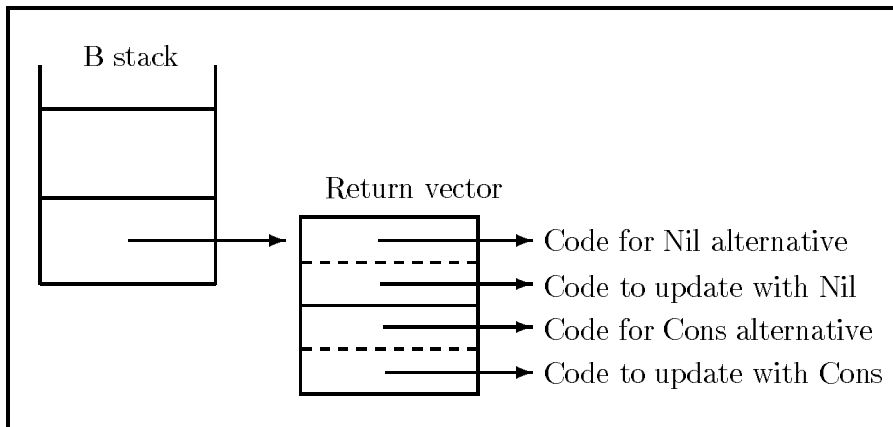 B stack
Return vector
Code for Nil alternative
Code to update with Nil
Code for Cons alternative
Code to update with Cons